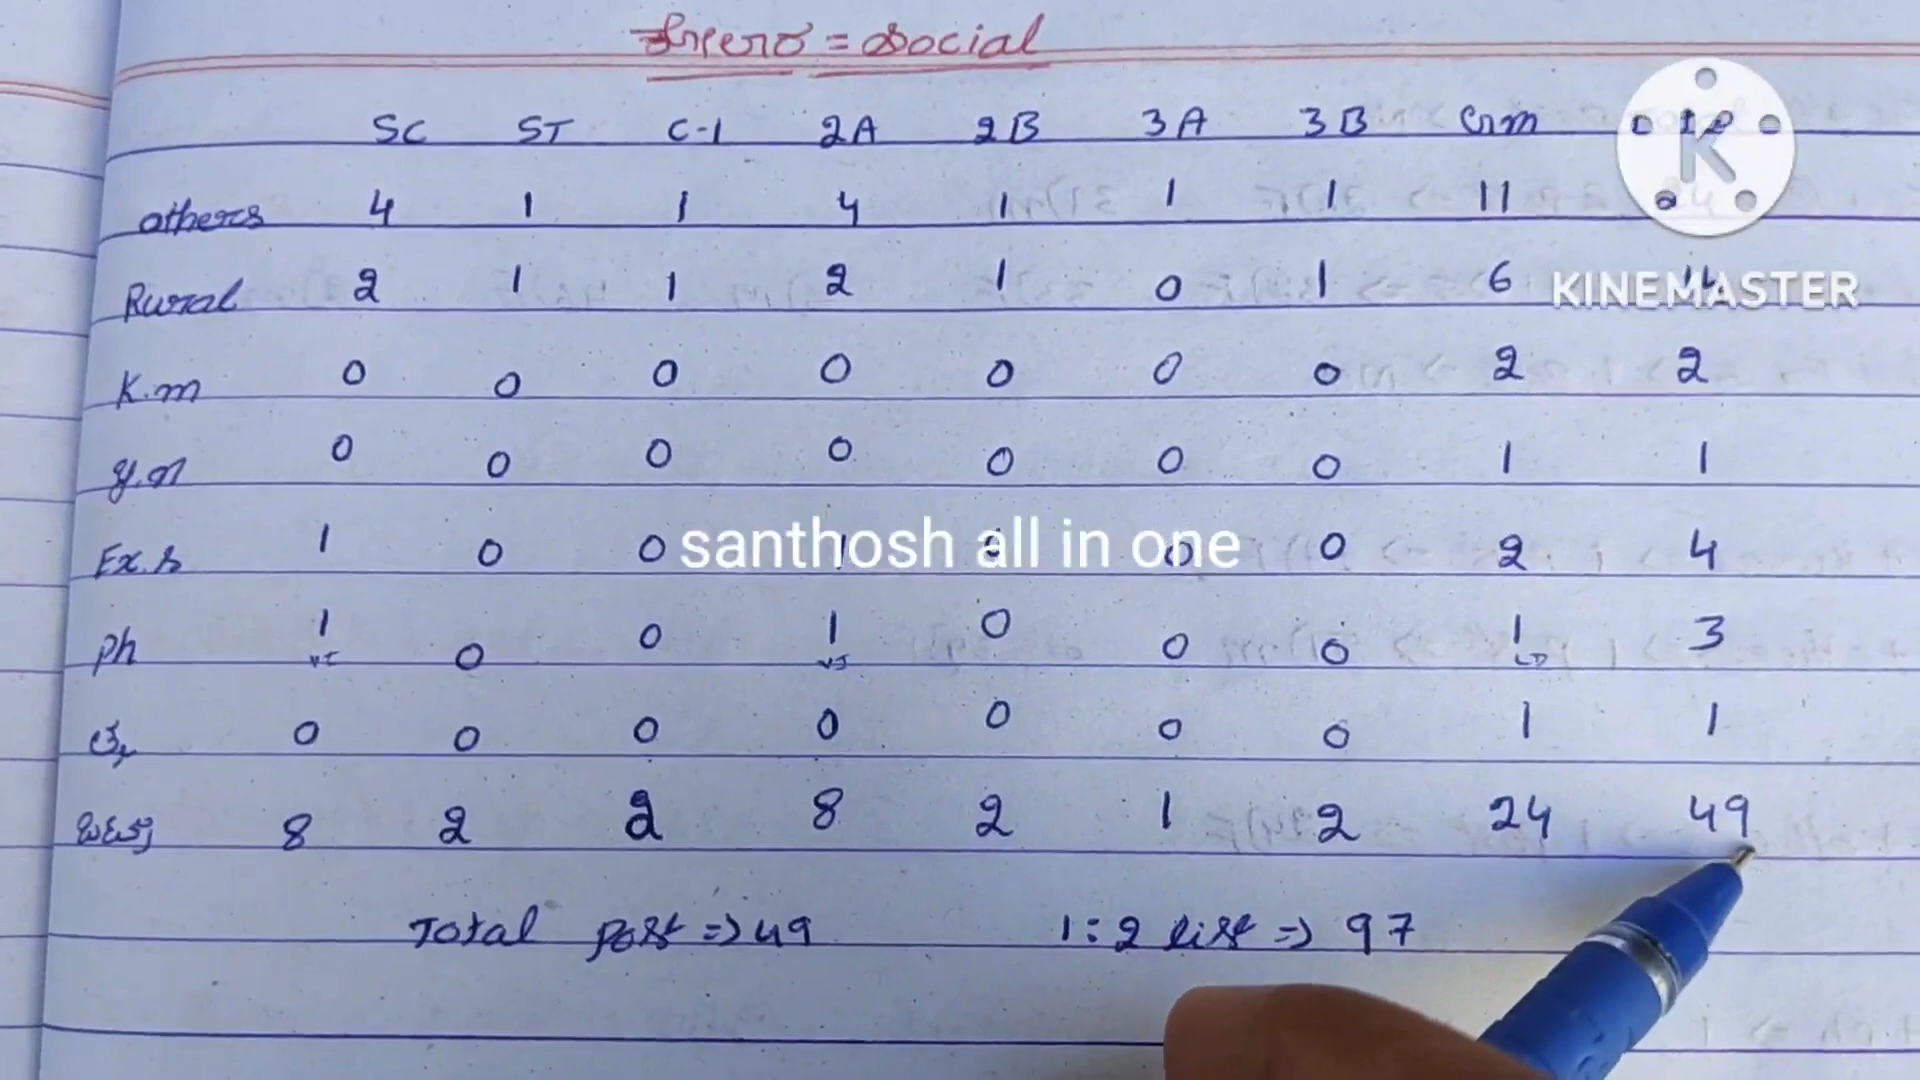 = Social
SC ST C-1 2A 2B 3A 3B Gm
others 4 1 1 4 1 1 1 11
Rural 2 1 1 2 1 0 1 6 14
KINEMASTER
K.m 0 0 0 0 0 0 0 2 2
0 0 0 0 0 0 0 1 1
Ex.s 1 0 0 1 0 0 0 2 4
santhosh all in one
Ph 1 0 0 1 0 0 0 1 3
0 0 0 0 0 0 0 1 1
8 2 2 8 2 1 2 24 49
Total post => 49 1:2 list => 97